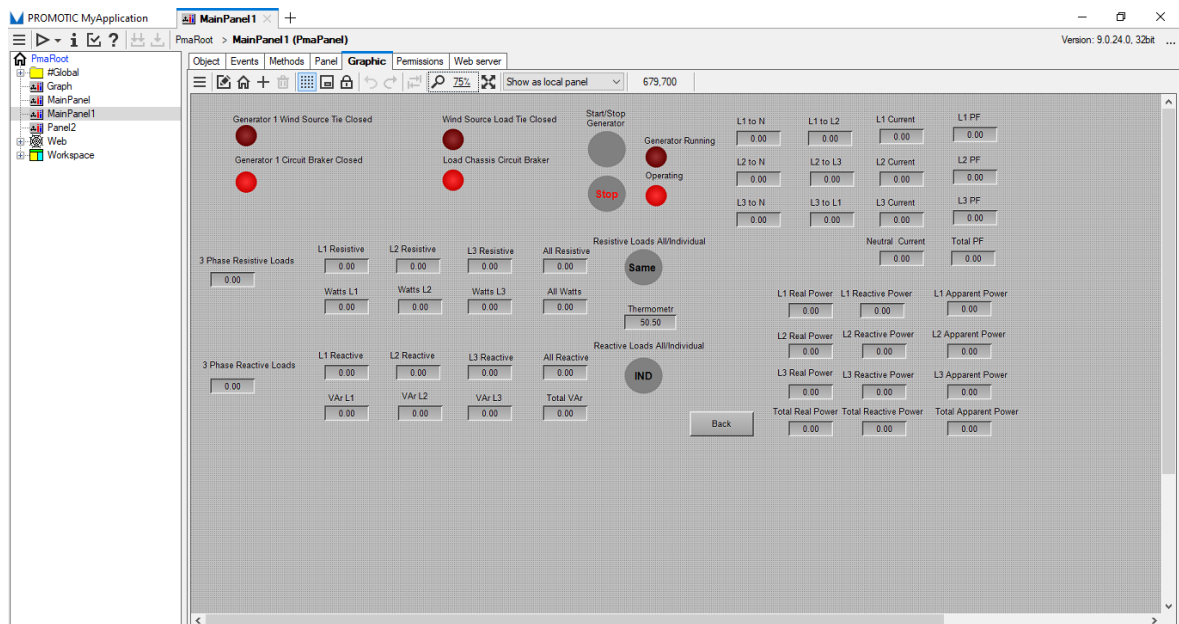 PROMOTIC MyApplication
MainPanel1
PmaRoot > MainPanel1 (PmaPanel)
Version: 9.0.24.0, 32bit ...
PmaRoot
#Global
Graph
MainPanel
MainPanel1
Panel2
Web
Workspace
Object Events Methods Panel Graphic Permissions Web server
75% Show as local panel 679,700
Generator 1 Wind Source Tie Closed
Wind Source Load Tie Closed
Start/Stop
Generator
Generator Running
Generator 1 Circuit Braker Closed
Load Chassis Circuit Braker
Operating
Stop
L1 to N L1 to L2 L1 Current L1 PF
0.00 0.00 0.00 0.00
L2 to N L2 to L3 L2 Current L2 PF
0.00 0.00 0.00 0.00
L3 to N L3 to L1 L3 Current L3 PF
0.00 0.00 0.00 0.00
Neutral Current Total PF
0.00 0.00
Resistive Loads All/Individual
Same
3 Phase Resistive Loads
0.00
L1 Resistive L2 Resistive L3 Resistive All Resistive
0.00 0.00 0.00 0.00
Watts L1 Watts L2 Watts L3 All Watts
0.00 0.00 0.00 0.00
Thermometr
50.50
L1 Real Power L1 Reactive Power L1 Apparent Power
0.00 0.00 0.00
L2 Real Power L2 Reactive Power L2 Apparent Power
0.00 0.00 0.00
L3 Real Power L3 Reactive Power L3 Apparent Power
0.00 0.00 0.00
Total Real Power Total Reactive Power Total Apparent Power
0.00 0.00 0.00
Reactive Loads All/Individual
IND
3 Phase Reactive Loads
0.00
L1 Reactive L2 Reactive L3 Reactive All Reactive
0.00 0.00 0.00 0.00
VAr L1 VAr L2 VAr L3 Total VAr
0.00 0.00 0.00 0.00
Back